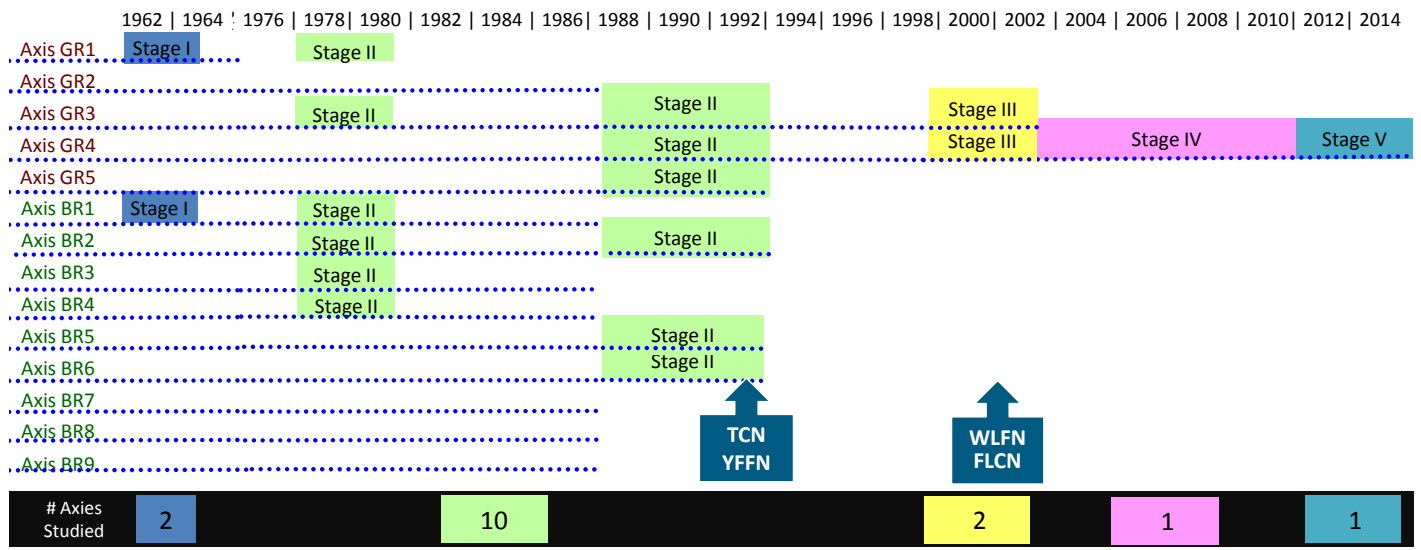 1962 | 1964 ' 1976 | 1978 | 1980 | 1982 | 1984 | 1986 | 1988 | 1990 | 1992 | 1994 | 1996 | 1998 | 2000 | 2002 | 2004 | 2006 | 2008 | 2010 | 2012 | 2014
Axis GR1 Stage I Stage II
Axis GR2
Axis GR3 Stage II Stage II Stage III
Axis GR4 Stage II Stage III Stage IV Stage V
Axis GR5 Stage II
Axis BR1 Stage I Stage II
Axis BR2 Stage II Stage II
Axis BR3 Stage II
Axis BR4 Stage II
Axis BR5 Stage II
Axis BR6 Stage II
Axis BR7
Axis BR8
Axis BR9
TCN
YFFN
WLFN
FLCN
# Axies
Studied
2 10 2 1 1